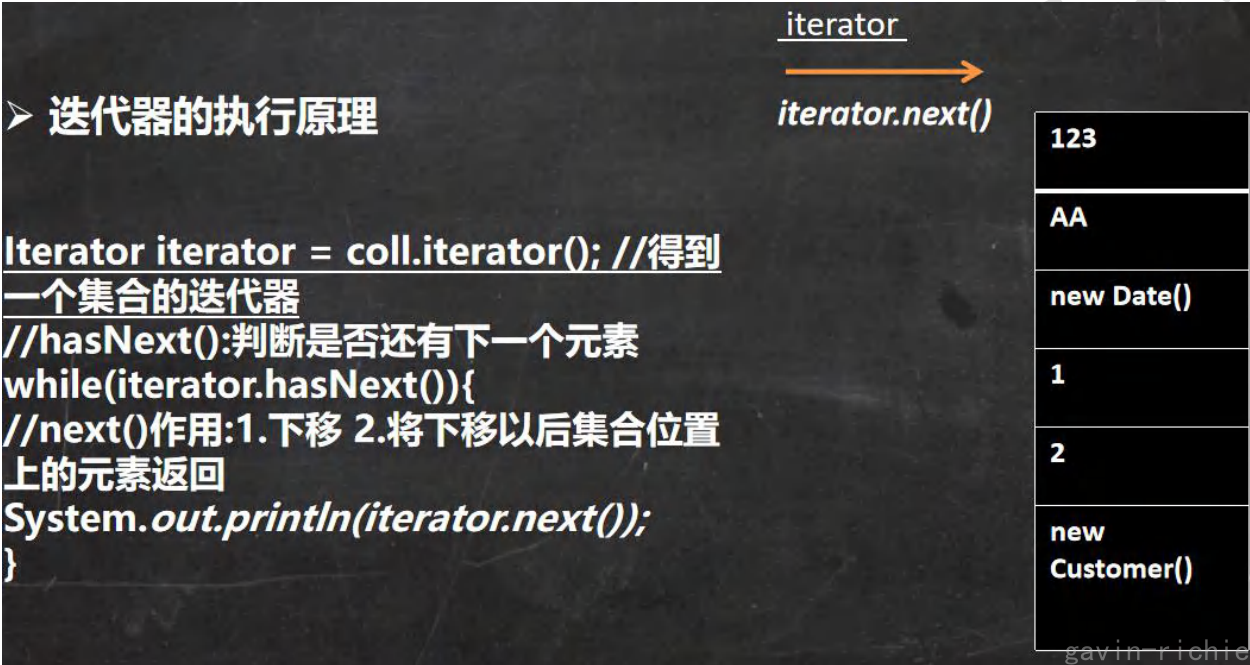 iterator
iterator.next()
➢ 迭代器的执行原理
Iterator iterator = coll.iterator(); //得到
一个集合的迭代器
//hasNext():判断是否还有下一个元素
while(iterator.hasNext()){
//next()作用:1.下移 2.将下移以后集合位置
上的元素返回
System.out.println(iterator.next());
}
123
AA
new Date()
1
2
new
Customer()
gavin-richie